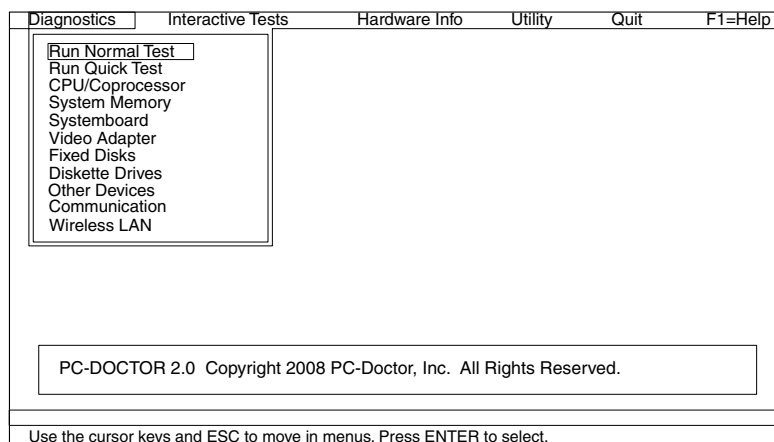 Diagnostics Interactive Tests Hardware Info Utility Quit F1=Help
Run Normal Test
Run Quick Test
CPU/Coprocessor
System Memory
Systemboard
Video Adapter
Fixed Disks
Diskette Drives
Other Devices
Communication
Wireless LAN
PC-DOCTOR 2.0 Copyright 2008 PC-Doctor, Inc. All Rights Reserved.
Use the cursor keys and ESC to move in menus. Press ENTER to select.